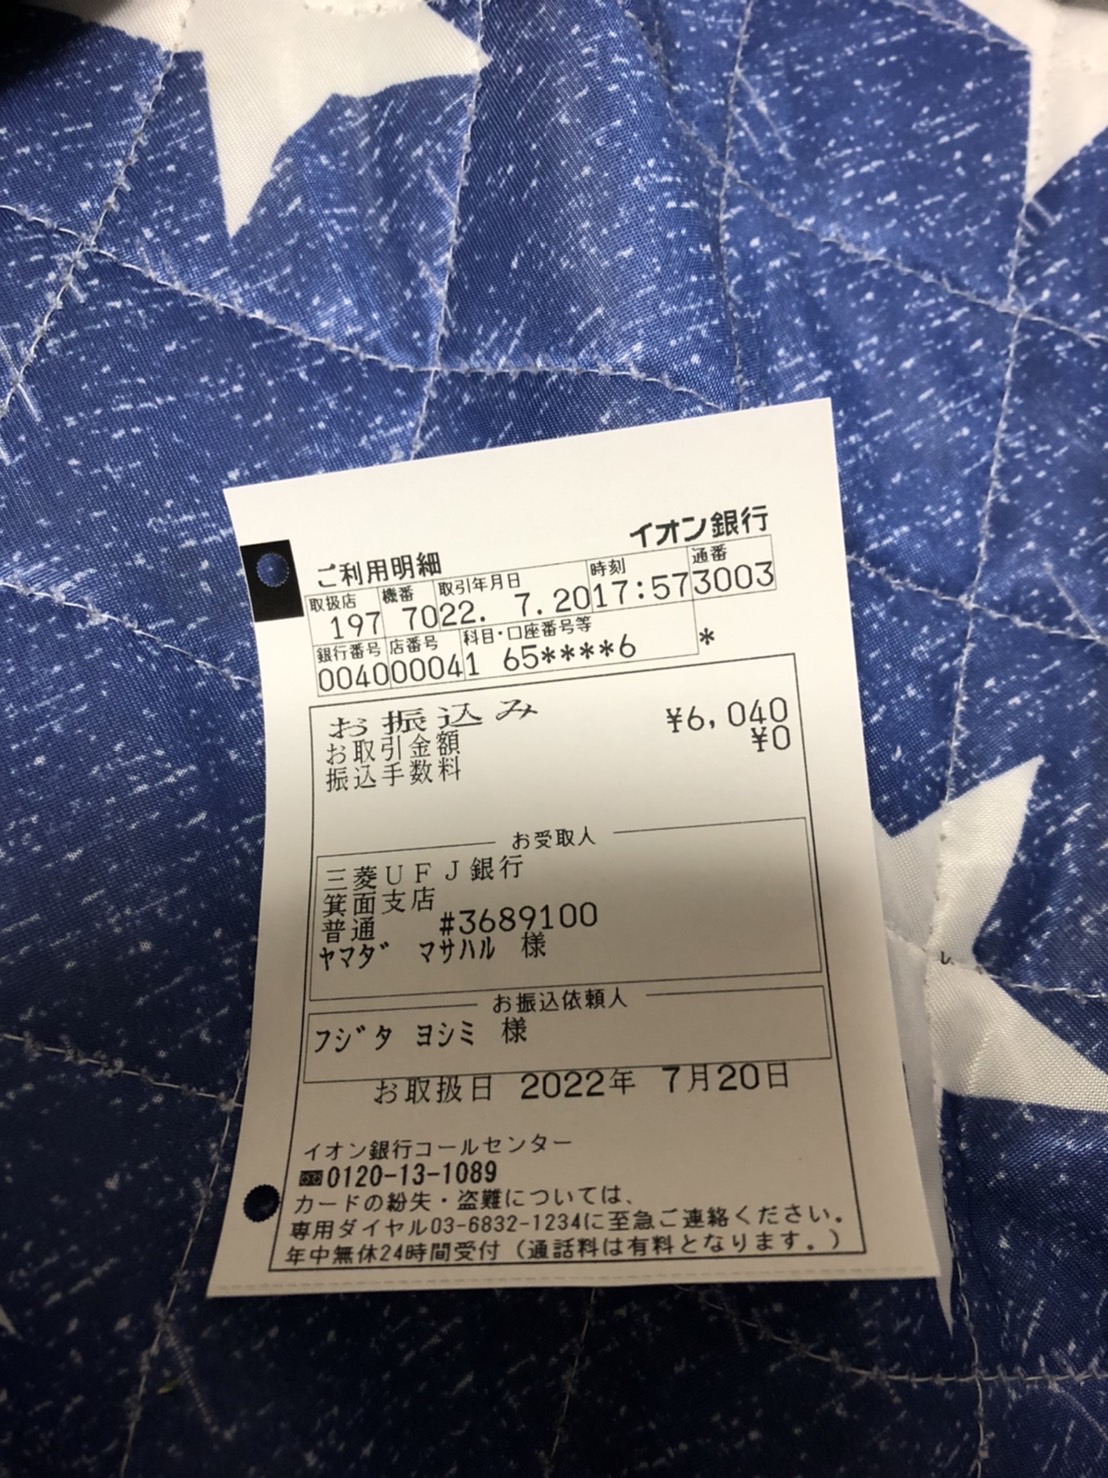 イオン銀行
ご利用明細
取扱店 機番 取引年月日 時刻 通番
197 70 22. 7.20 17:57 3003
銀行番号 店番号 科目・口座番号等
0040 0004 1 65****6 *
お振込み
お取引金額 ¥6,040
振込手数料 ¥0
お受取人
三菱UFJ銀行
箕面支店
普通 #3689100
ヤマダ マサハル 様
お振込依頼人
フジタ ヨシミ 様
お取扱日 2022年 7月20日
イオン銀行コールセンター
0120-13-1089
カードの紛失・盗難については、
専用ダイヤル03-6832-1234に至急ご連絡ください。
年中無休24時間受付(通話料は有料となります。)